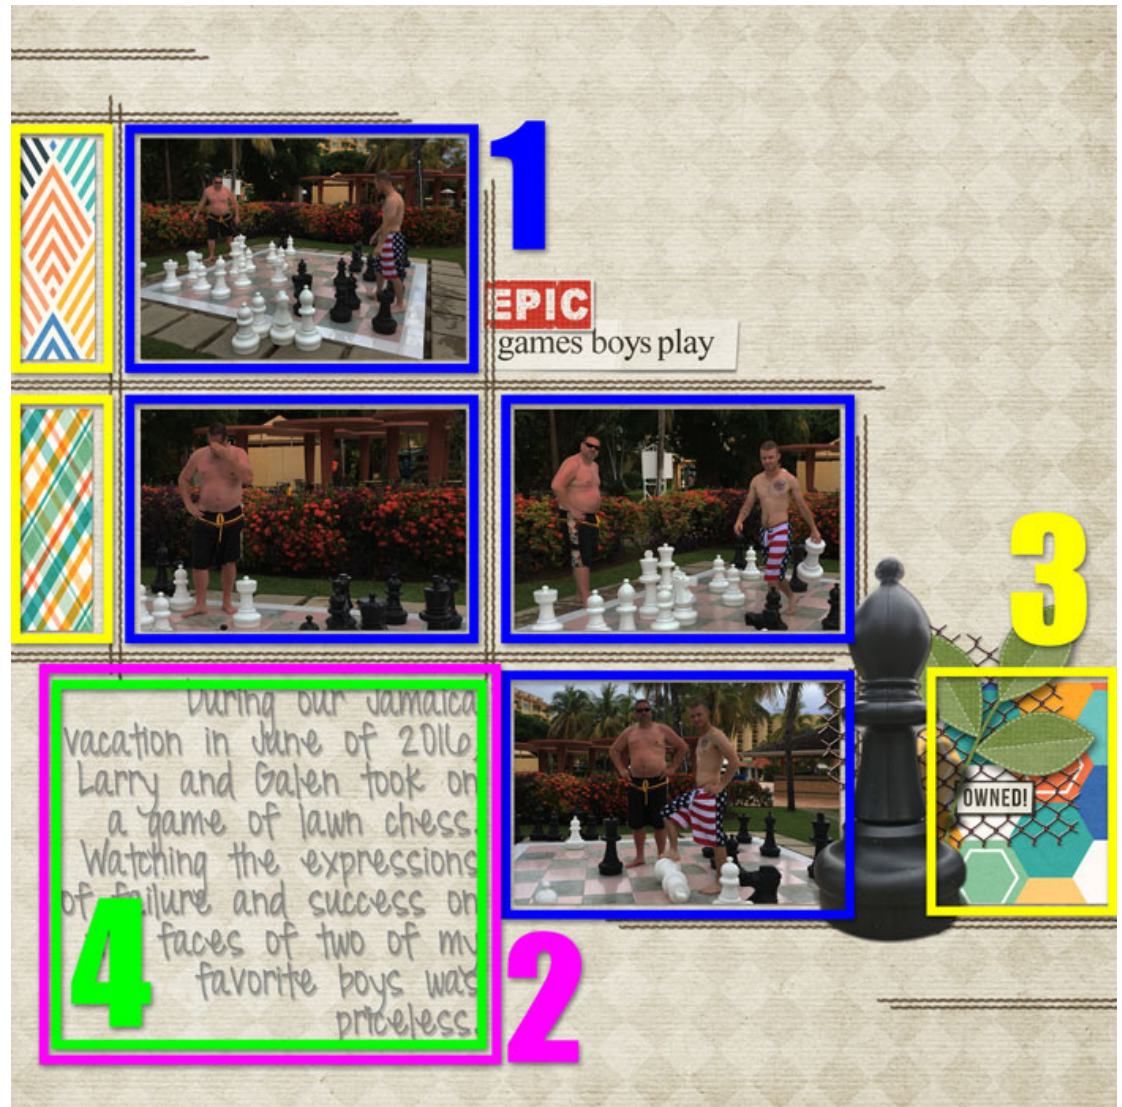 1
EPIC
games boys play
3
OWNED!
During our Jamaica
vacation in June of 2016,
Larry and Galen took on
a game of lawn chess.
Watching the expressions
of failure and success on
faces of two of my
favorite boys was
priceless.
4
2